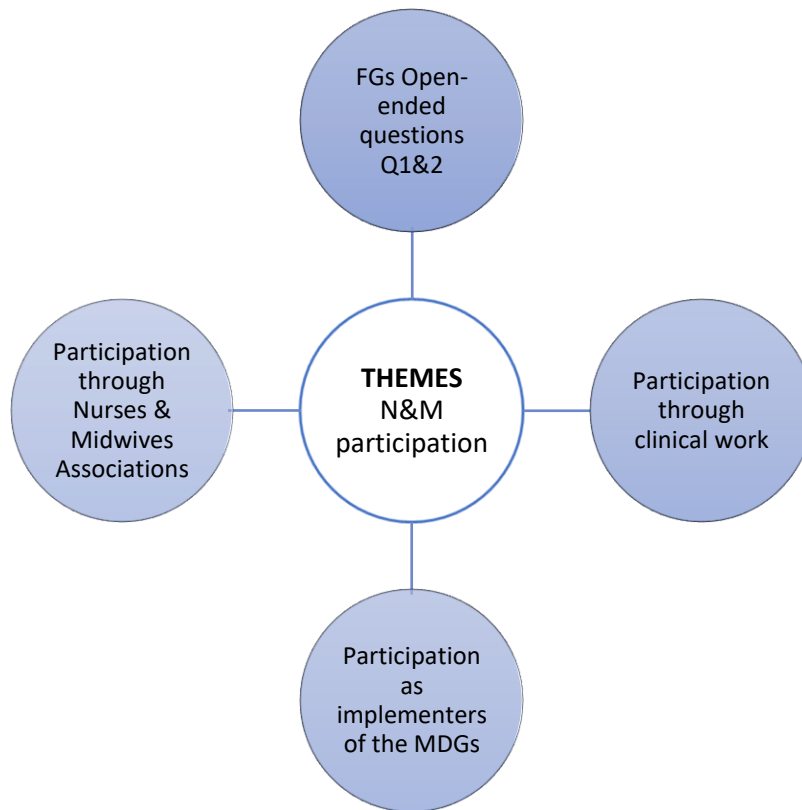 FGs Open-
ended
questions
Q1&2
Participation
through
Nurses &
Midwives
Associations
THEMES
N&M
participation
Participation
through
clinical work
Participation
as
implementers
of the MDGs